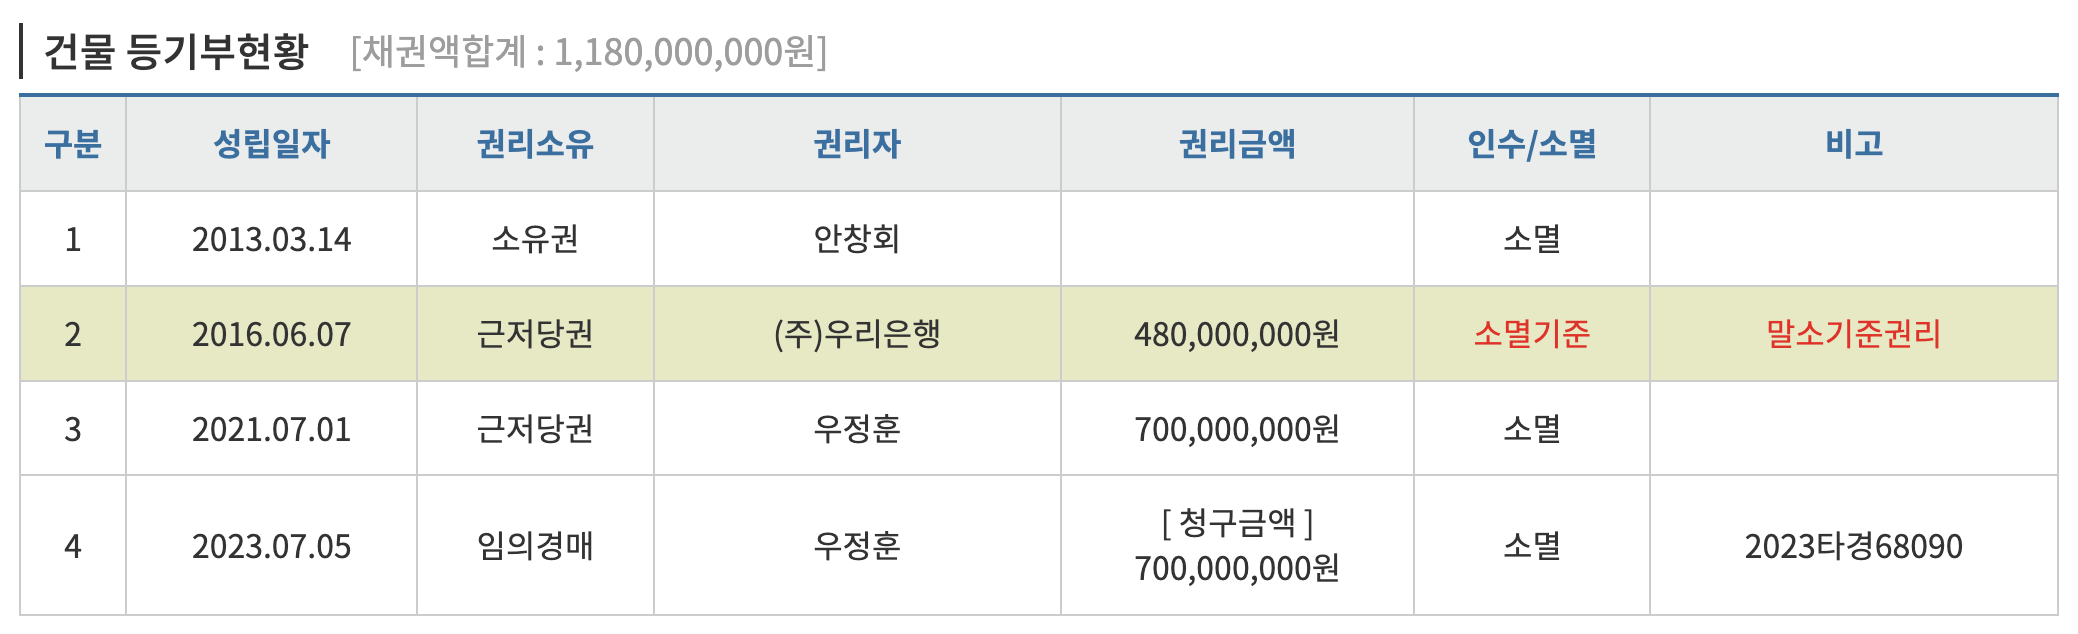 건물 등기부현황 [채권액합계 : 1,180,000,000원]
구분 성립일자 권리소유 권리자 권리금액 인수/소멸 비고
1 2013.03.14 소유권 안창회 소멸
2 2016.06.07 근저당권 (주)우리은행 480,000,000원 소멸기준 말소기준권리
3 2021.07.01 근저당권 우정훈 700,000,000원 소멸
4 2023.07.05 임의경매 우정훈 [ 청구금액 ]
700,000,000원 소멸 2023타경68090